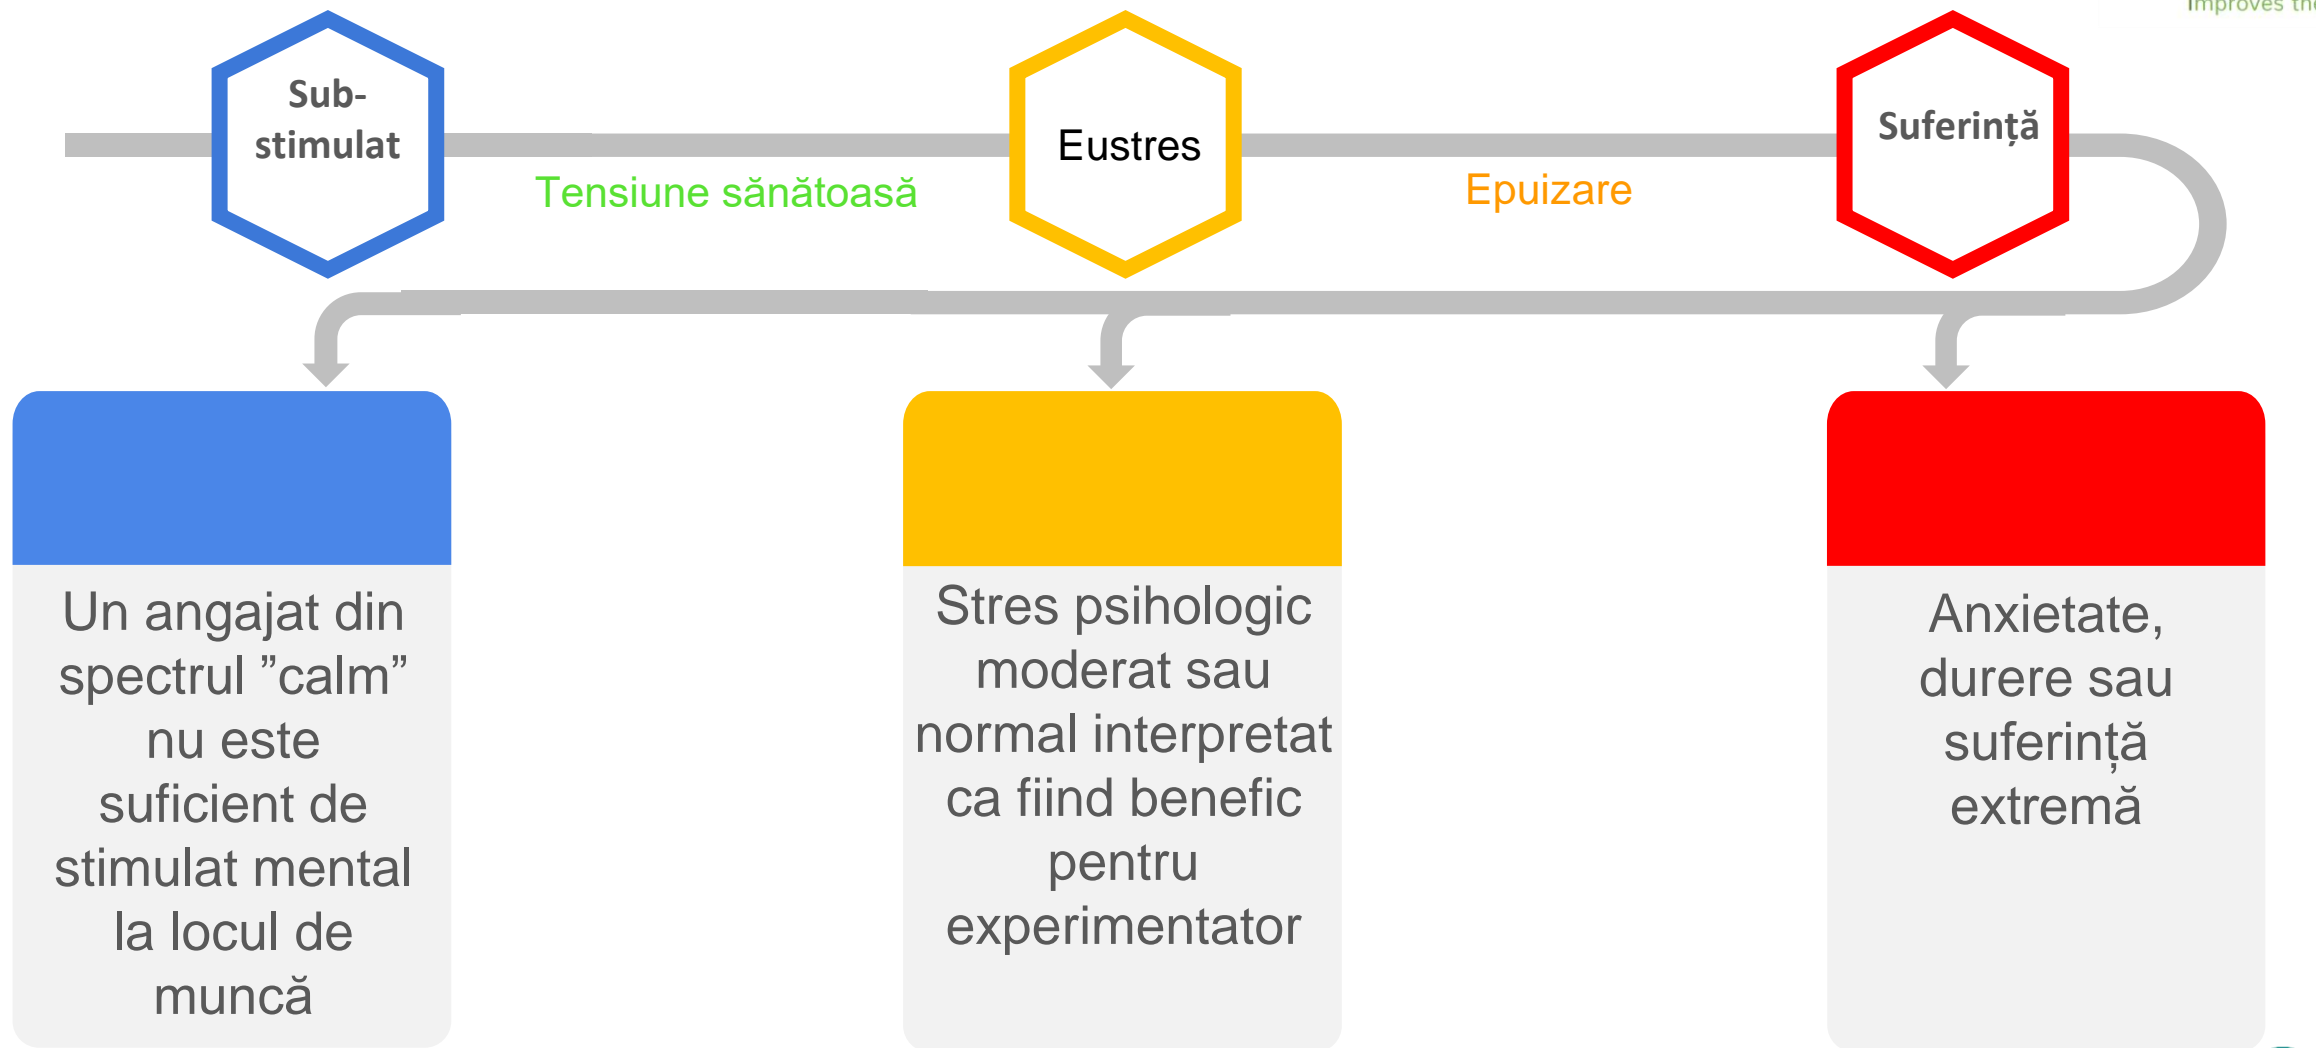 Improves the
Sub-
stimulat
Eustres
Suferință
Tensiune sănătoasă
Epuizare
Un angajat din
spectrul ”calm”
nu este
suficient de
stimulat mental
la locul de
muncă
Stres psihologic
moderat sau
normal interpretat
ca fiind benefic
pentru
experimentator
Anxietate,
durere sau
suferință
extremă